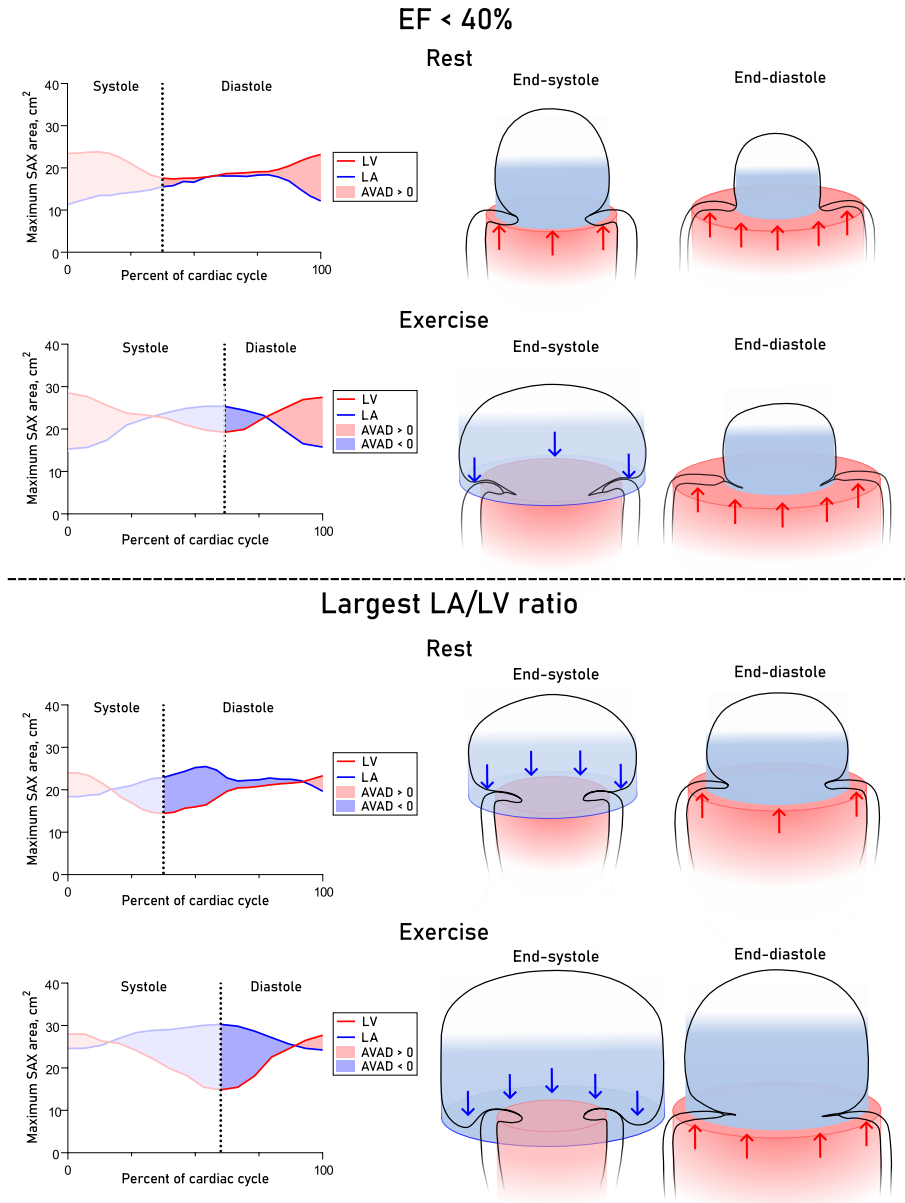 EF < 40%
Rest
Systole
Diastole
Maximum SAX area, cm2
40
30
20
10
0
0
100
Percent of cardiac cycle
LV
LA
AVAD > 0
End-systole
End-diastole
Exercise
Systole
Diastole
Maximum SAX area, cm2
40
30
20
10
0
0
100
Percent of cardiac cycle
LV
LA
AVAD > 0
AVAD < 0
End-systole
End-diastole
Largest LA/LV ratio
Rest
Systole
Diastole
Maximum SAX area, cm2
40
30
20
10
0
0
100
Percent of cardiac cycle
LV
LA
AVAD > 0
AVAD < 0
End-systole
End-diastole
Exercise
Systole
Diastole
Maximum SAX area, cm2
40
30
20
10
0
0
100
Percent of cardiac cycle
LV
LA
AVAD > 0
AVAD < 0
End-systole
End-diastole